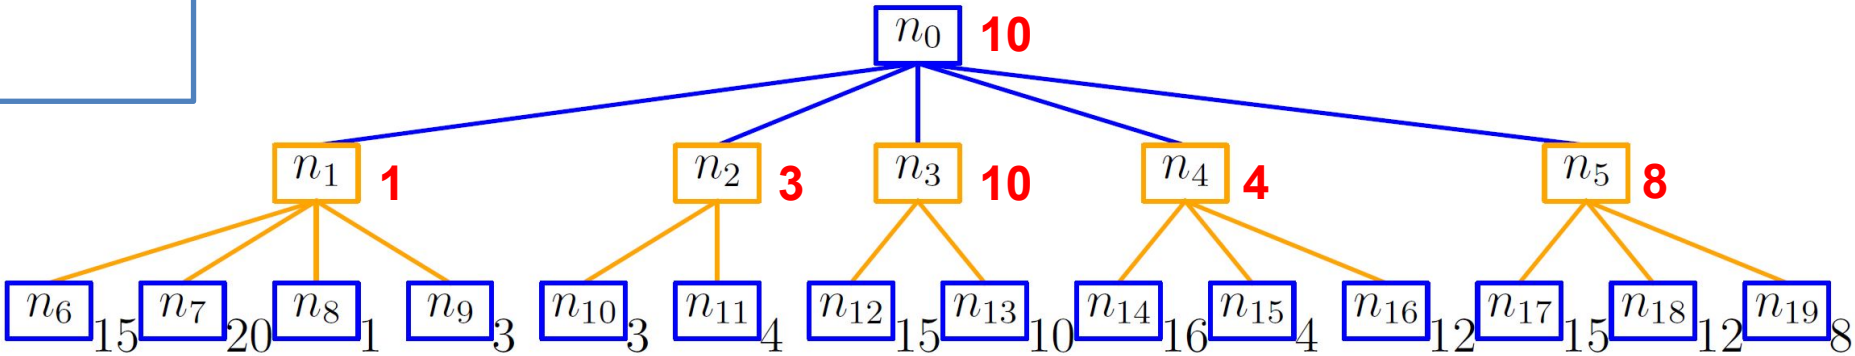 n₀ 10
n₁ 1 n₂ 3 n₃ 10 n₄ 4 n₅ 8
n₆ 15 n₇ 20 n₈ 1 n₉ 3 n₁₀ 3 n₁₁ 4 n₁₂ 15 n₁₃ 10 n₁₄ 16 n₁₅ 4 n₁₆ 12 n₁₇ 15 n₁₈ 12 n₁₉ 8